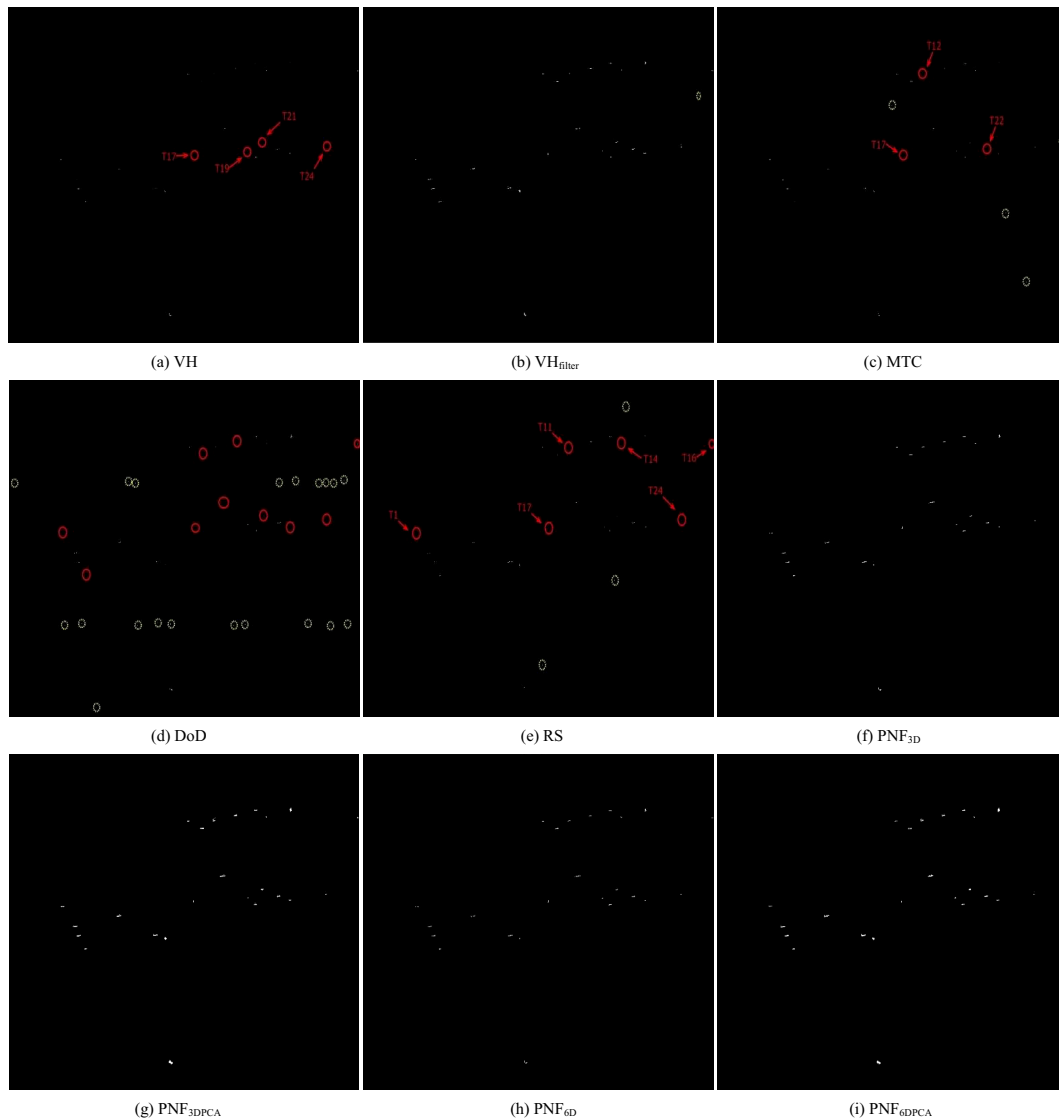 T21
T17
T19
T24
T12
T17
T22
(a) VH
(b) VHfilter
(c) MTC
T11
T14
T16
T24
T17
T1
(d) DoD
(e) RS
(f) PNF3D
(g) PNF3DPCA
(h) PNF6D
(i) PNF6DPCA